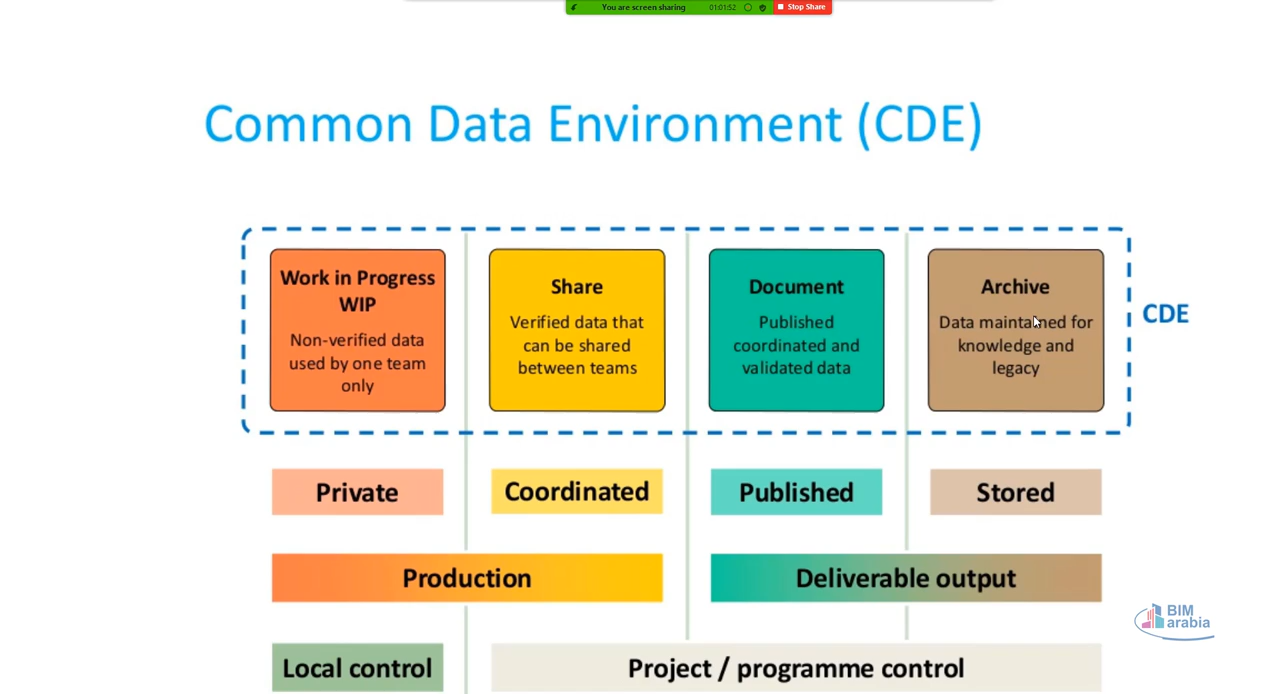 You are screen sharing 01:01:52 Stop Share
Common Data Environment (CDE)
Work in Progress
WIP
Non-verified data
used by one team
only
Share
Verified data that
can be shared
between teams
Document
Published
coordinated and
validated data
Archive
Data maintained for
knowledge and
legacy
CDE
Private
Coordinated
Published
Stored
Production
Deliverable output
BIM
arabia
Local control
Project / programme control